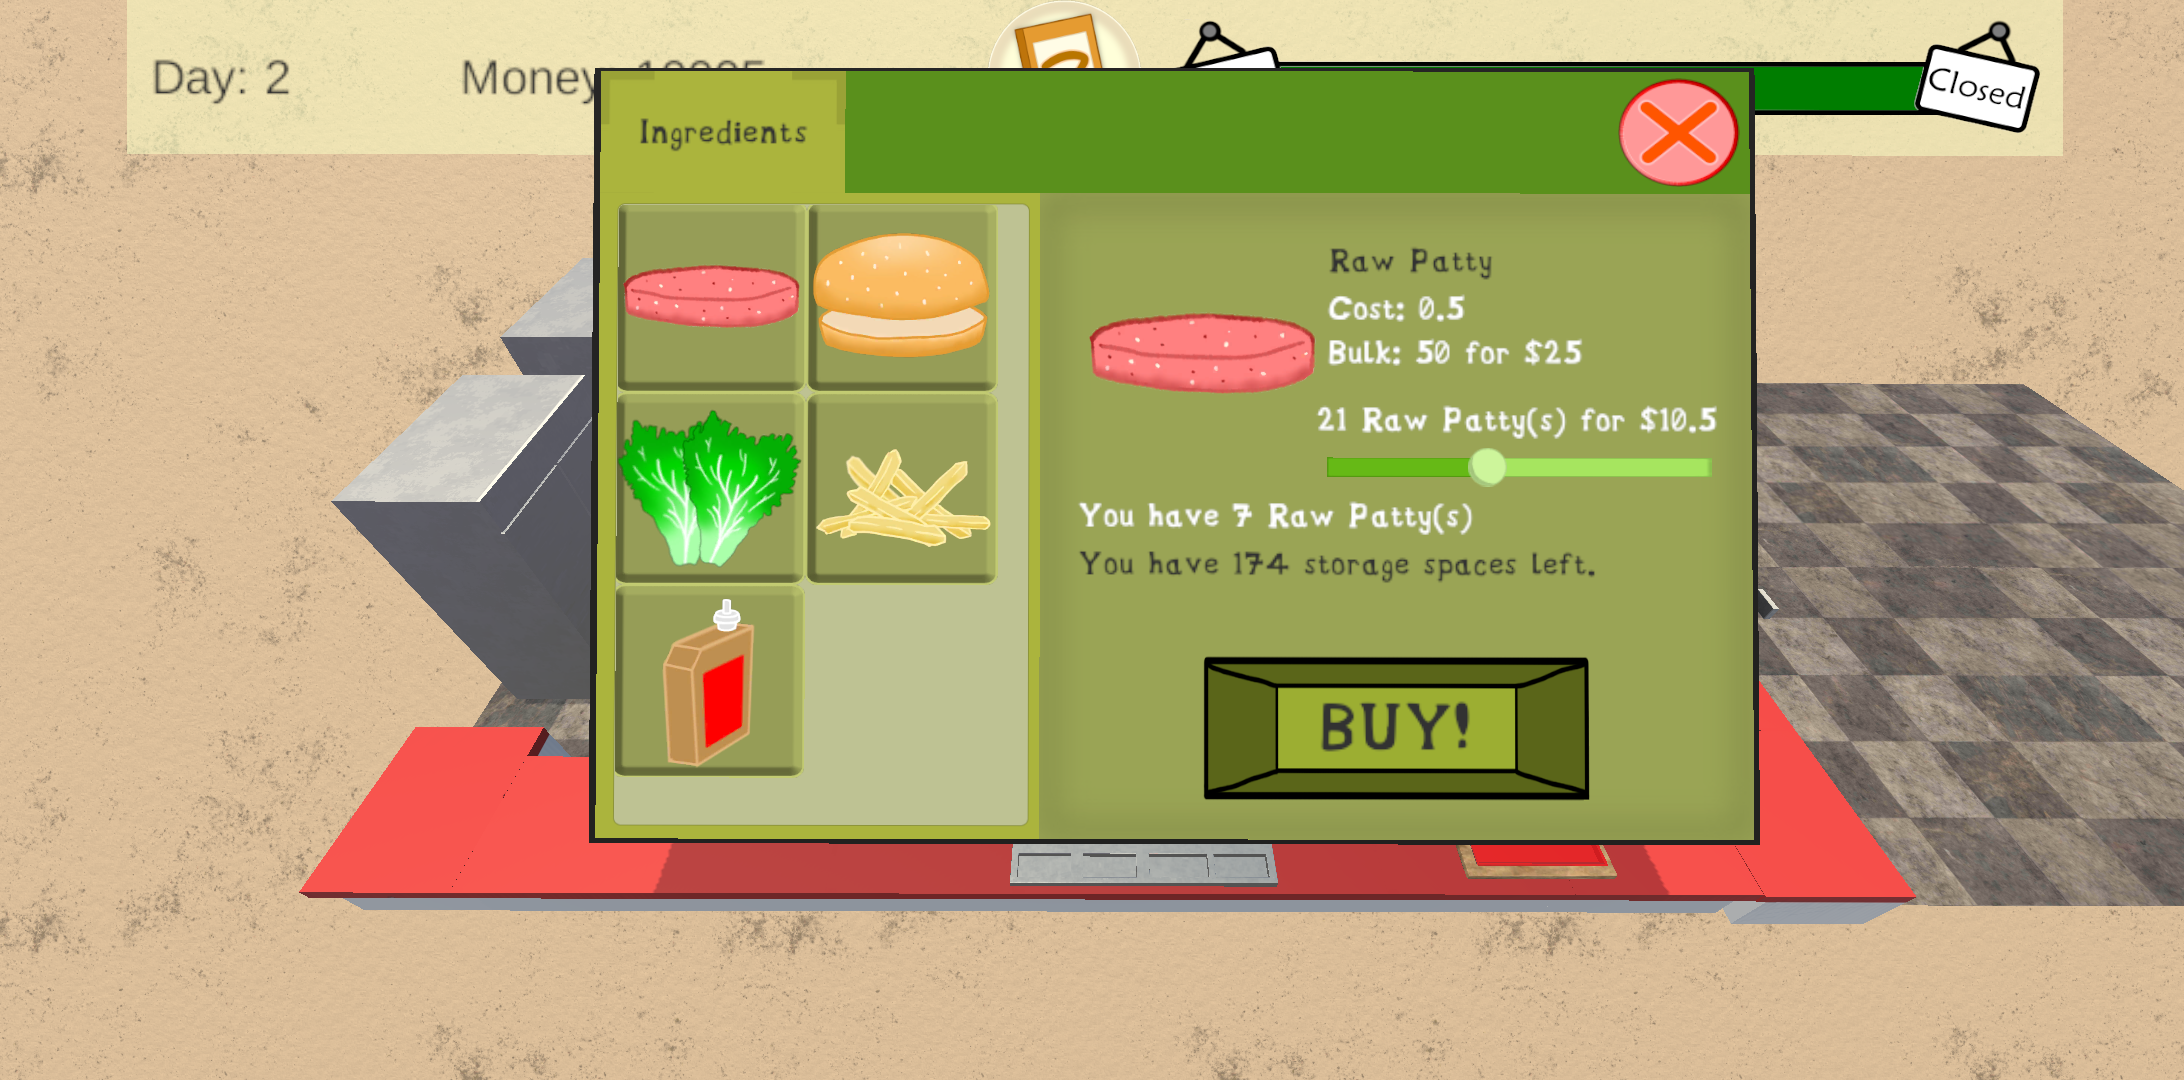 Day: 2
Money:
Closed
Ingredients
Raw Patty
Cost: 0.5
Bulk: 50 for $25
21 Raw Patty(s) for $10.5
You have 7 Raw Patty(s)
You have 174 storage spaces left.
BUY!